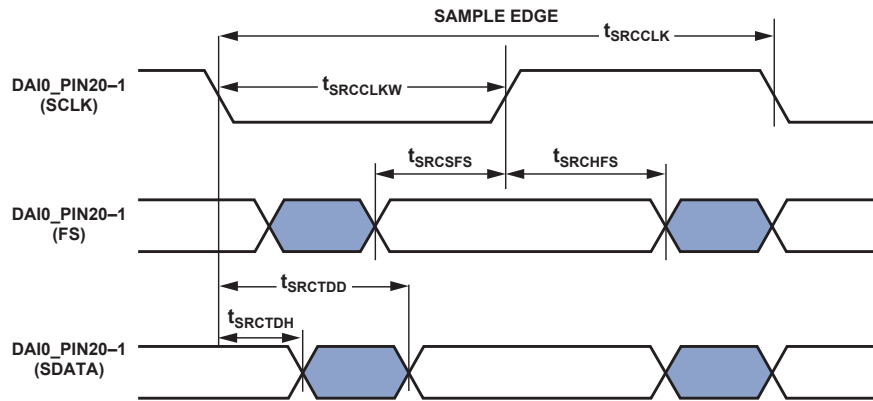 SAMPLE EDGE
tSRCCLK
DAI0_PIN20–1
(SCLK)
tSRCCLKW
tSRCSFS
tSRCHFS
DAI0_PIN20–1
(FS)
tSRCTDD
tSRCTDH
DAI0_PIN20–1
(SDATA)